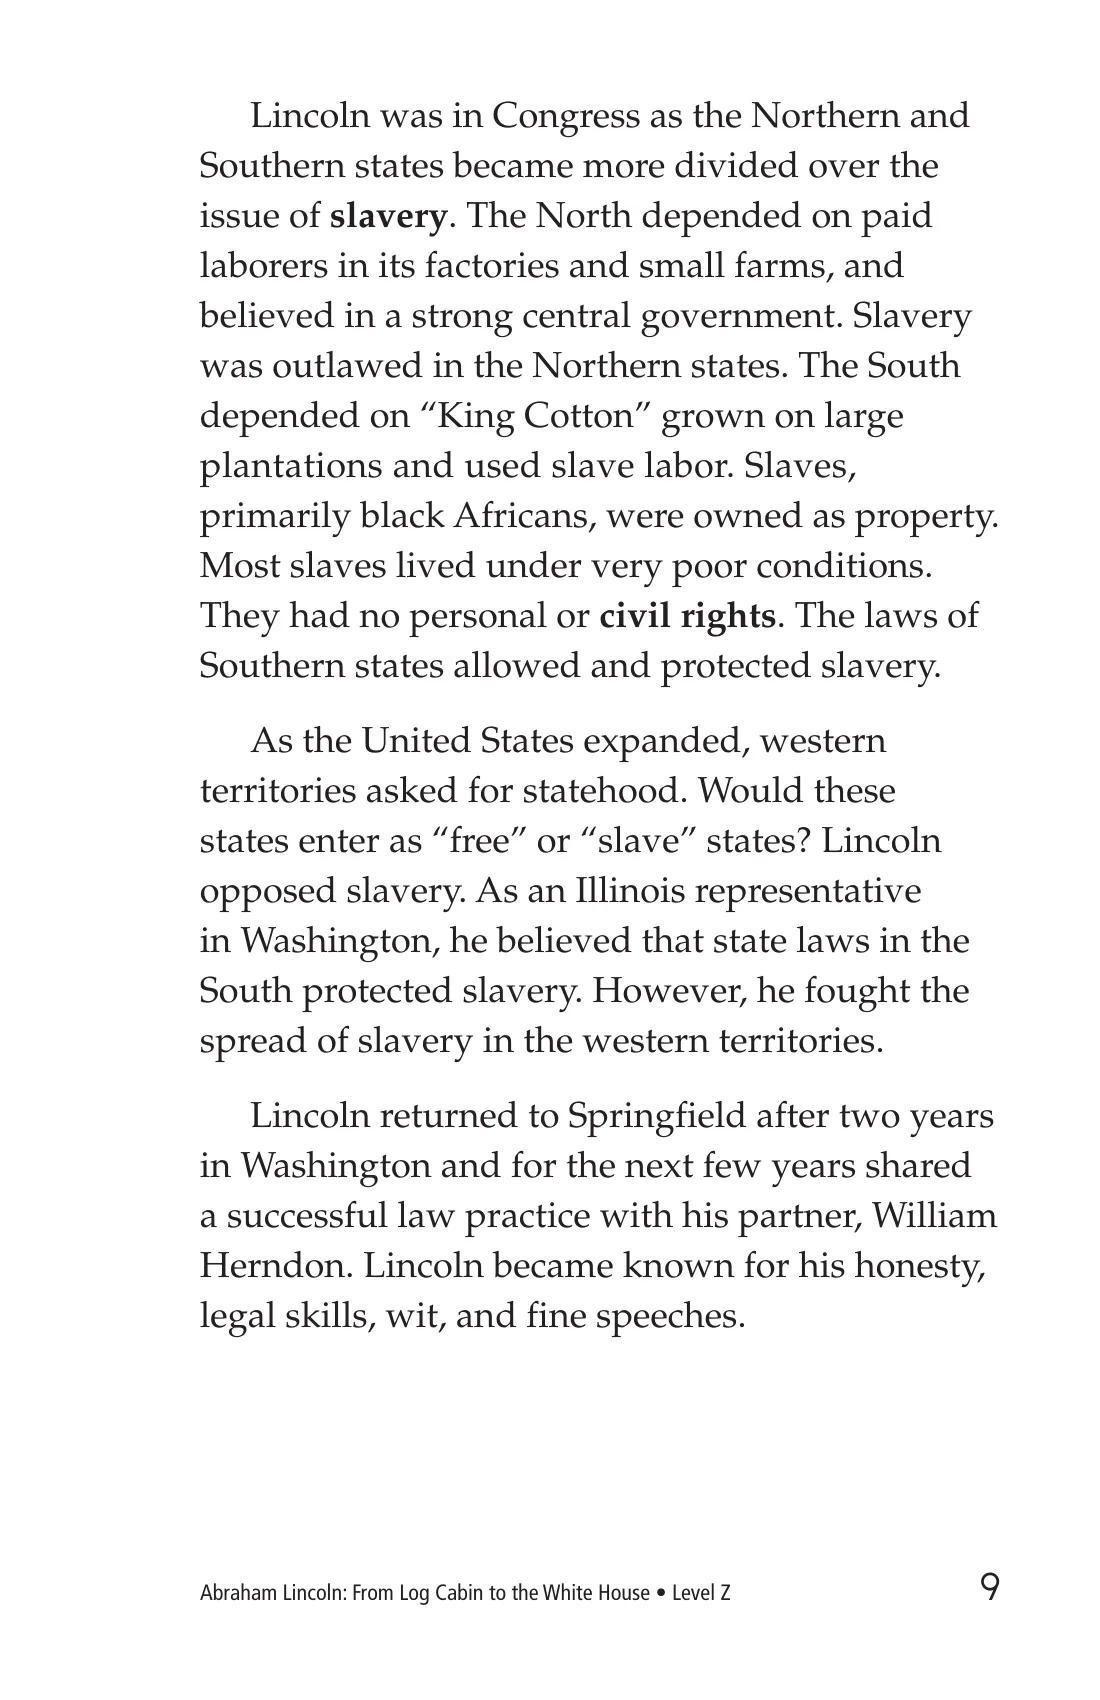 Lincoln was in Congress as the Northern and
Southern states became more divided over the
issue of slavery. The North depended on paid
laborers in its factories and small farms, and
believed in a strong central government. Slavery
was outlawed in the Northern states. The South
depended on “King Cotton” grown on large
plantations and used slave labor. Slaves,
primarily black Africans, were owned as property.
Most slaves lived under very poor conditions.
They had no personal or civil rights. The laws of
Southern states allowed and protected slavery.
As the United States expanded, western
territories asked for statehood. Would these
states enter as “free” or “slave” states? Lincoln
opposed slavery. As an Illinois representative
in Washington, he believed that state laws in the
South protected slavery. However, he fought the
spread of slavery in the western territories.
Lincoln returned to Springfield after two years
in Washington and for the next few years shared
a successful law practice with his partner, William
Herndon. Lincoln became known for his honesty,
legal skills, wit, and fine speeches.
Abraham Lincoln: From Log Cabin to the White House • Level Z 9